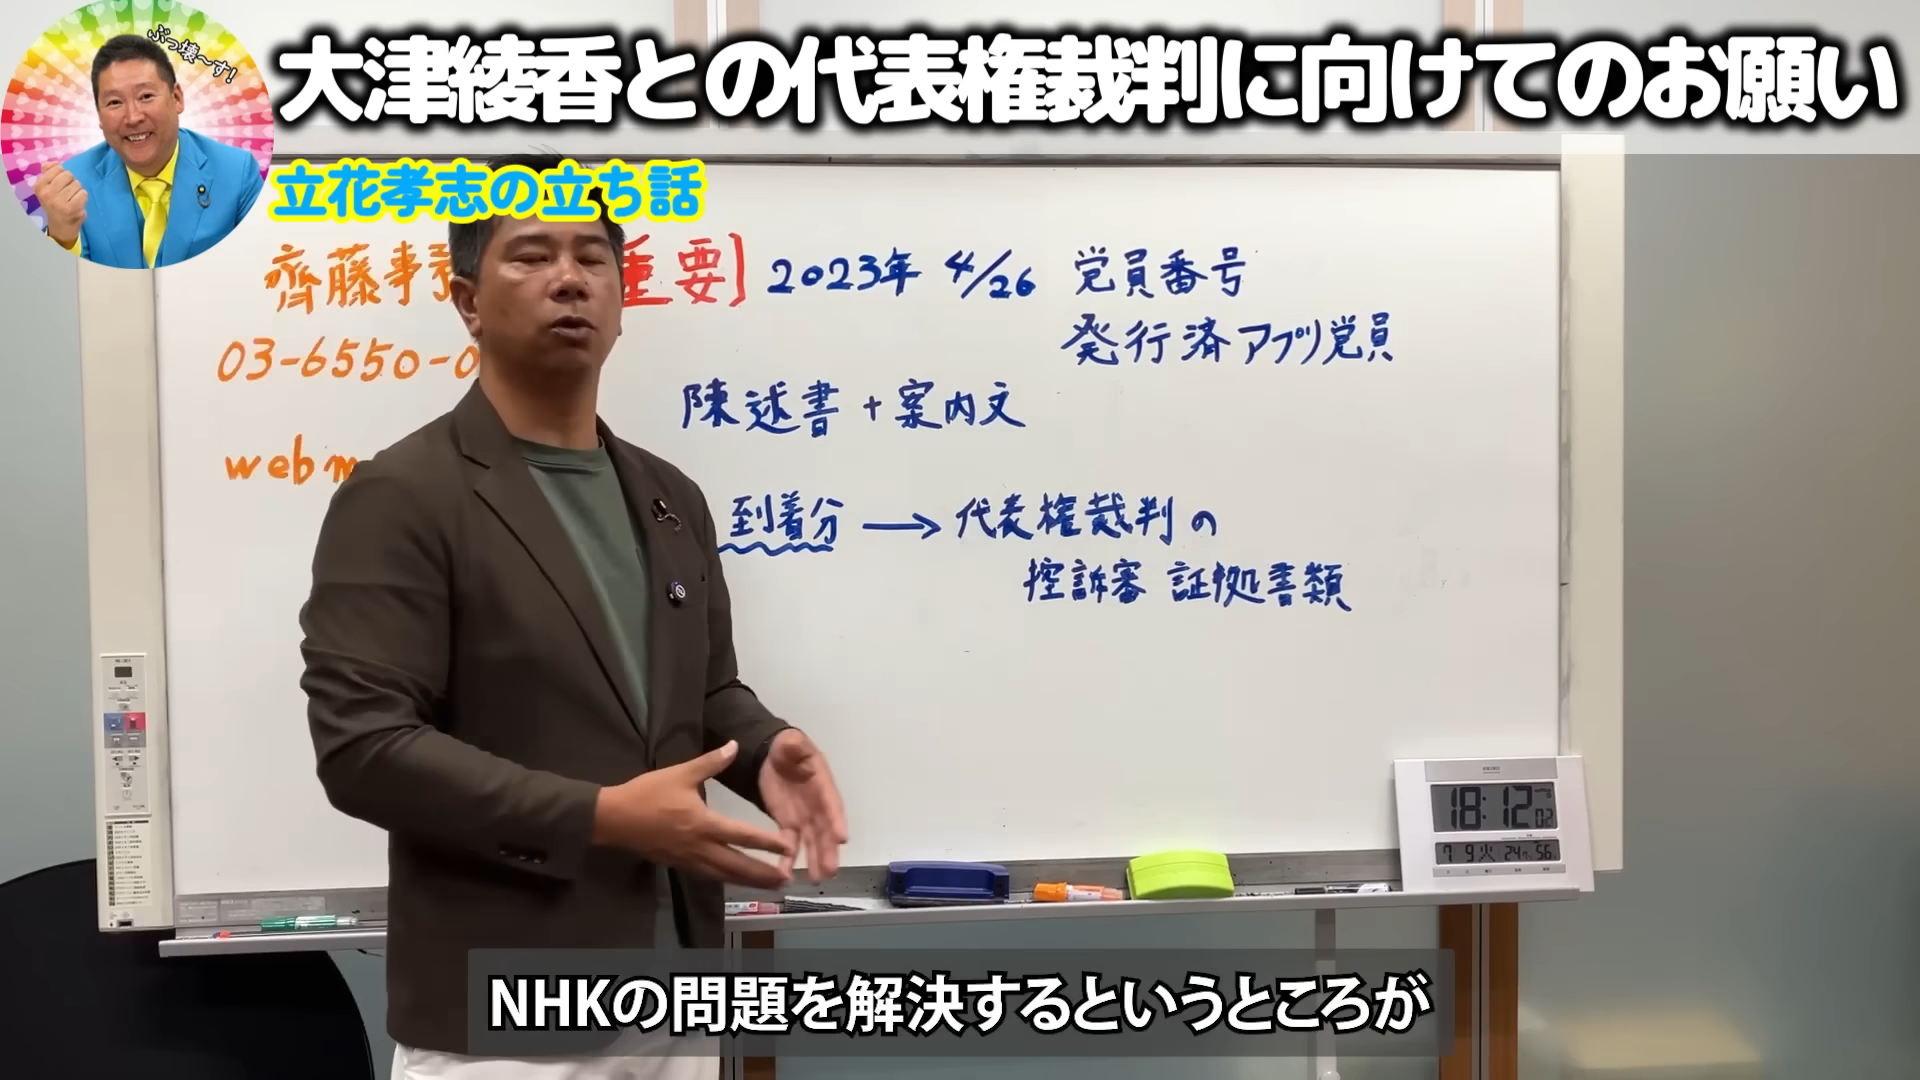 ぶっ壊〜す!
大津綾香との代表権裁判に向けてのお願い
立花孝志の立ち話
齊藤事務
重要】 2023年 4/26 党員番号
発行済アプリ党員
03-6550-0
陳述書 + 案内文
webm
到着分 → 代表権裁判の
控訴審 証拠書類
18:12 02
7 9 火 24 56
NHKの問題を解決するというところが